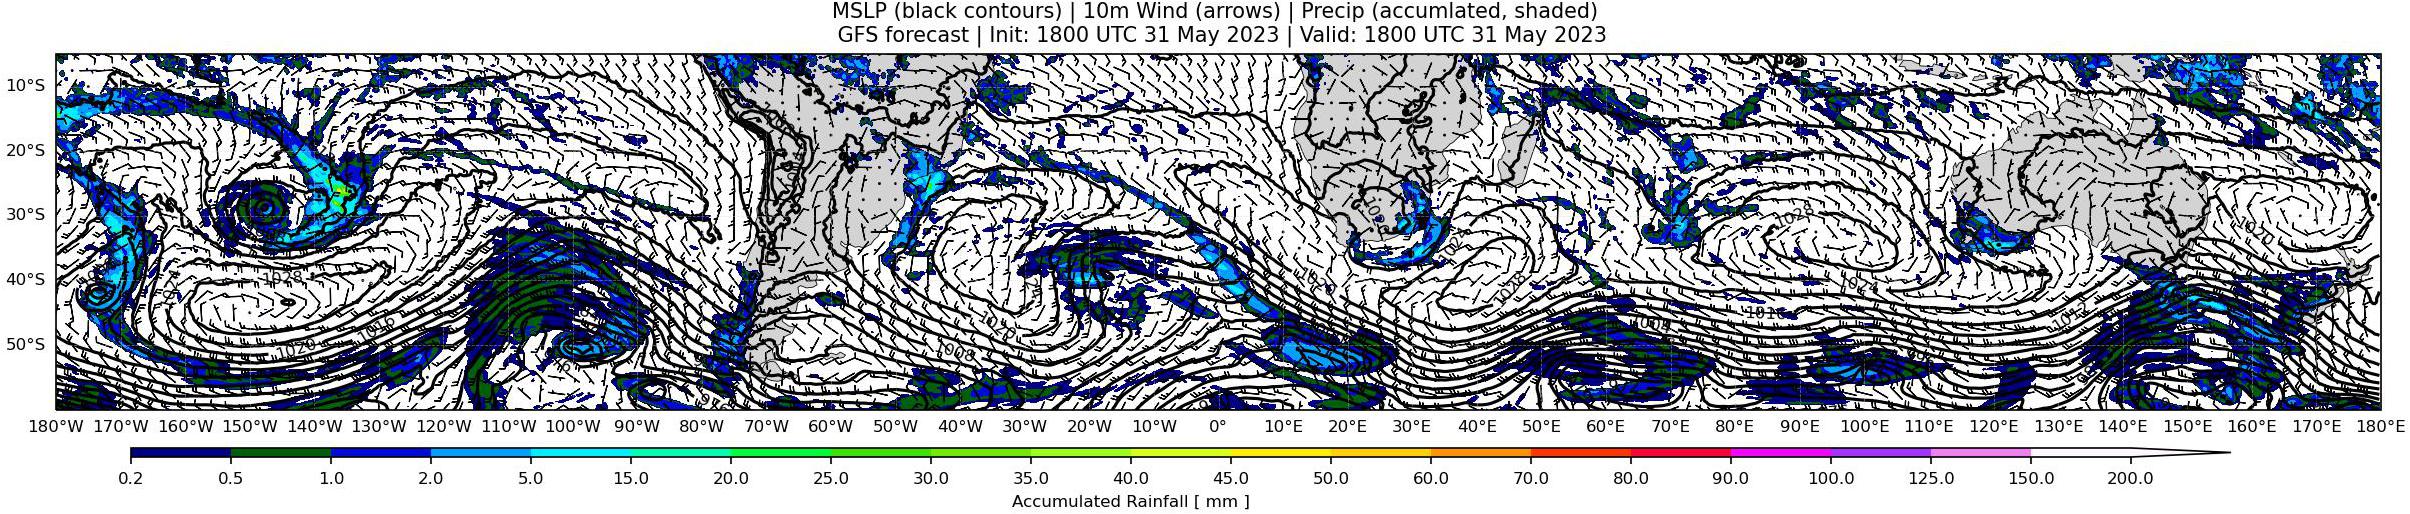 MSLP (black contours) | 10m Wind (arrows) | Precip (accumlated, shaded)
GFS forecast | Init: 1800 UTC 31 May 2023 | Valid: 1800 UTC 31 May 2023
10°S
20°S
1028
1028
30°S
1020
1028
40°S
1028
1020
1024
1016
1008
1020
50°S
1008
180°W 170°W 160°W 150°W 140°W 130°W 120°W 110°W 100°W 90°W 80°W 70°W 60°W 50°W 40°W 30°W 20°W 10°W 0° 10°E 20°E 30°E 40°E 50°E 60°E 70°E 80°E 90°E 100°E 110°E 120°E 130°E 140°E 150°E 160°E 170°E 180°E
0.2 0.5 1.0 2.0 5.0 15.0 20.0 25.0 30.0 35.0 40.0 45.0 50.0 60.0 70.0 80.0 90.0 100.0 125.0 150.0 200.0
Accumulated Rainfall [ mm ]